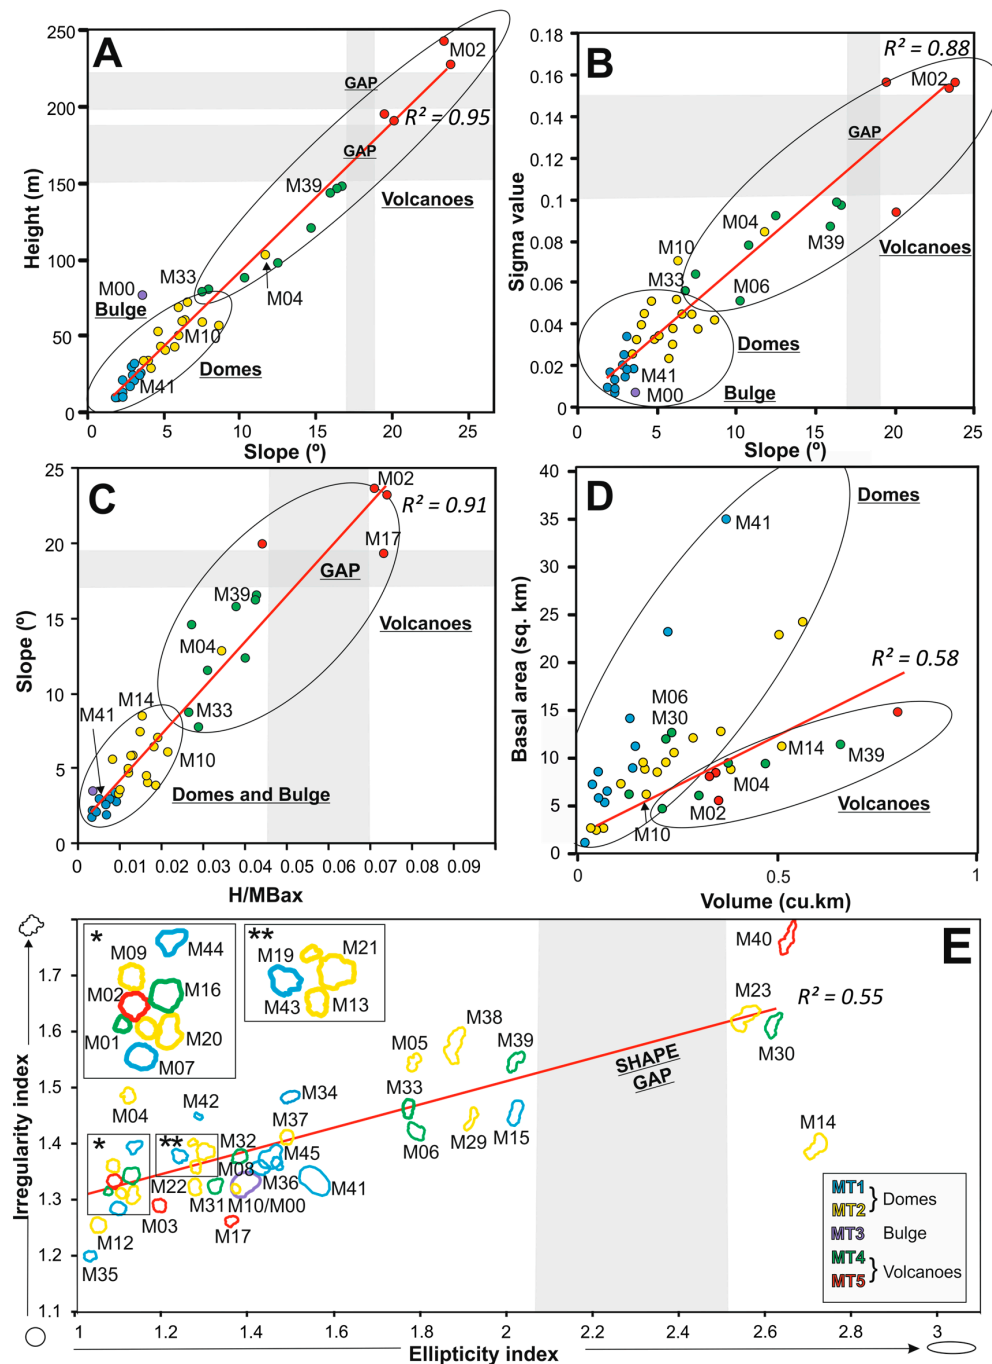 A
250
200
150
100
50
0
Height (m)
0
5
10
15
20
25
Slope (º)
M02
GAP
R² = 0.95
GAP
M39
Volcanoes
M33
M04
M00
Bulge
M10
Domes
M41
B
0.18
0.16
0.14
0.12
0.1
0.08
0.06
0.04
0.02
0
Sigma value
0
5
10
15
20
25
Slope (º)
R² = 0.88
M02
GAP
M04
M10
M39
Volcanoes
M33
M06
Domes
M41
M00
Bulge
C
25
20
15
10
5
0
Slope (º)
0
0.01
0.02
0.03
0.04
0.05
0.06
0.07
0.08
0.09
H/MBax
M02
R² = 0.91
M17
GAP
M39
Volcanoes
M04
M14
M41
M33
M10
Domes and Bulge
D
40
35
30
25
20
15
10
5
0
Basal area (sq. km)
0
0.5
1
Volume (cu.km)
Domes
M41
R² = 0.58
M06
M30
M14
M39
M04
M02
M10
Volcanoes
E
1.7
1.6
1.5
1.4
1.3
1.2
1.1
Irregularity index
1
1.2
1.4
1.6
1.8
2
2.2
2.4
2.6
2.8
3
Ellipticity index
*
M44
M09
M02
M16
M01
M20
M07
**
M19
M21
M43
M13
M40
M23
R² = 0.55
M38
M05
M39
M30
SHAPE
GAP
M04
M42
M34
M33
M37
M29
M15
M06
M14
*
**
M32
M45
M08
M22
M36
M41
M31
M10/M00
M03
M17
M12
M35
MT1
MT2
} Domes
MT3
Bulge
MT4
MT5
} Volcanoes